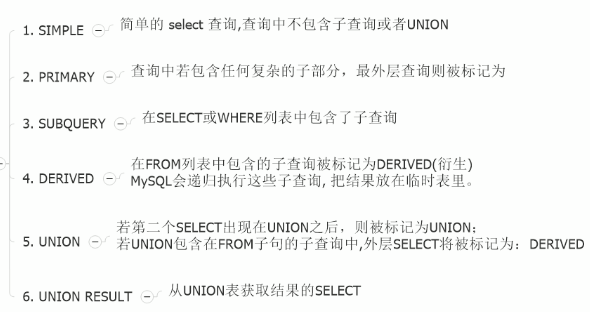 1. SIMPLE
简单的 select 查询,查询中不包含子查询或者UNION
2. PRIMARY
查询中若包含任何复杂的子部分，最外层查询则被标记为
3. SUBQUERY
在SELECT或WHERE列表中包含了子查询
4. DERIVED
在FROM列表中包含的子查询被标记为DERIVED(衍生)
MySQL会递归执行这些子查询, 把结果放在临时表里。
5. UNION
若第二个SELECT出现在UNION之后，则被标记为UNION；
若UNION包含在FROM子句的子查询中,外层SELECT将被标记为：DERIVED
6. UNION RESULT
从UNION表获取结果的SELECT